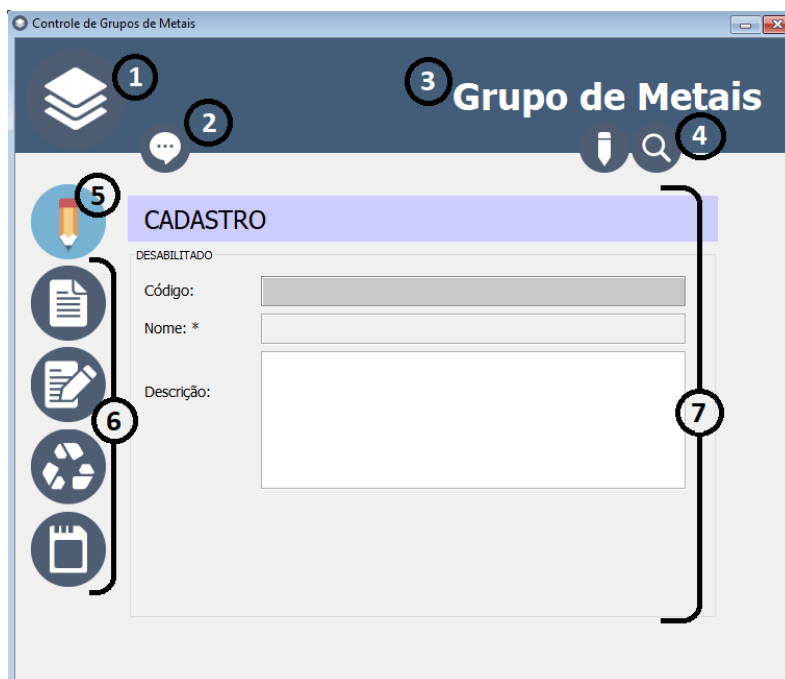 Controle de Grupos de Metais
1
2
3
Grupo de Metais
4
5
CADASTRO
DESABILITADO
Código:
Nome: *
Descrição:
6
7